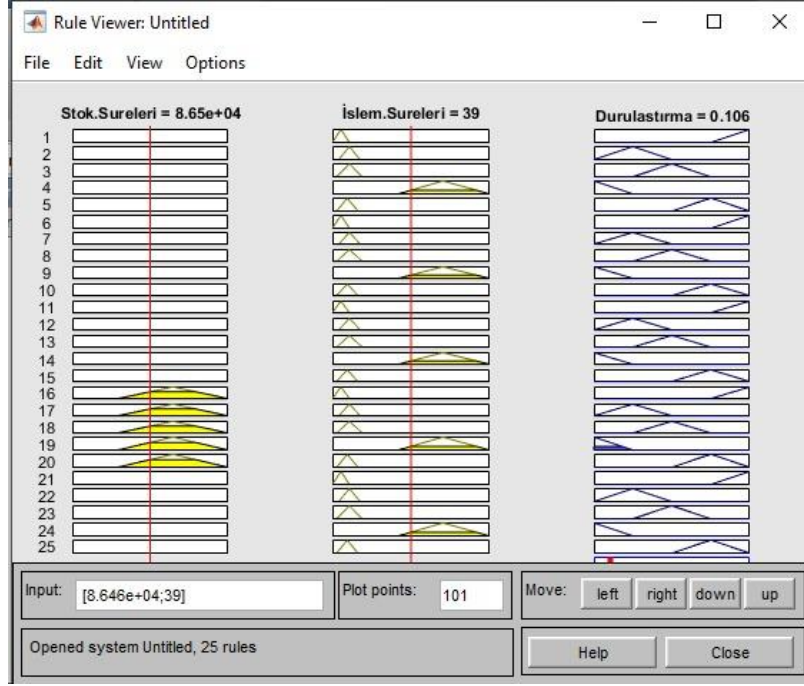 Rule Viewer: Untitled
File Edit View Options
Stok.Sureleri = 8.65e+04
İslem.Sureleri = 39
Durulastırma = 0.106
1
2
3
4
5
6
7
8
9
10
11
12
13
14
15
16
17
18
19
20
21
22
23
24
25
Input: [8.646e+04;39]
Plot points: 101
Move: left right down up
Opened system Untitled, 25 rules
Help Close